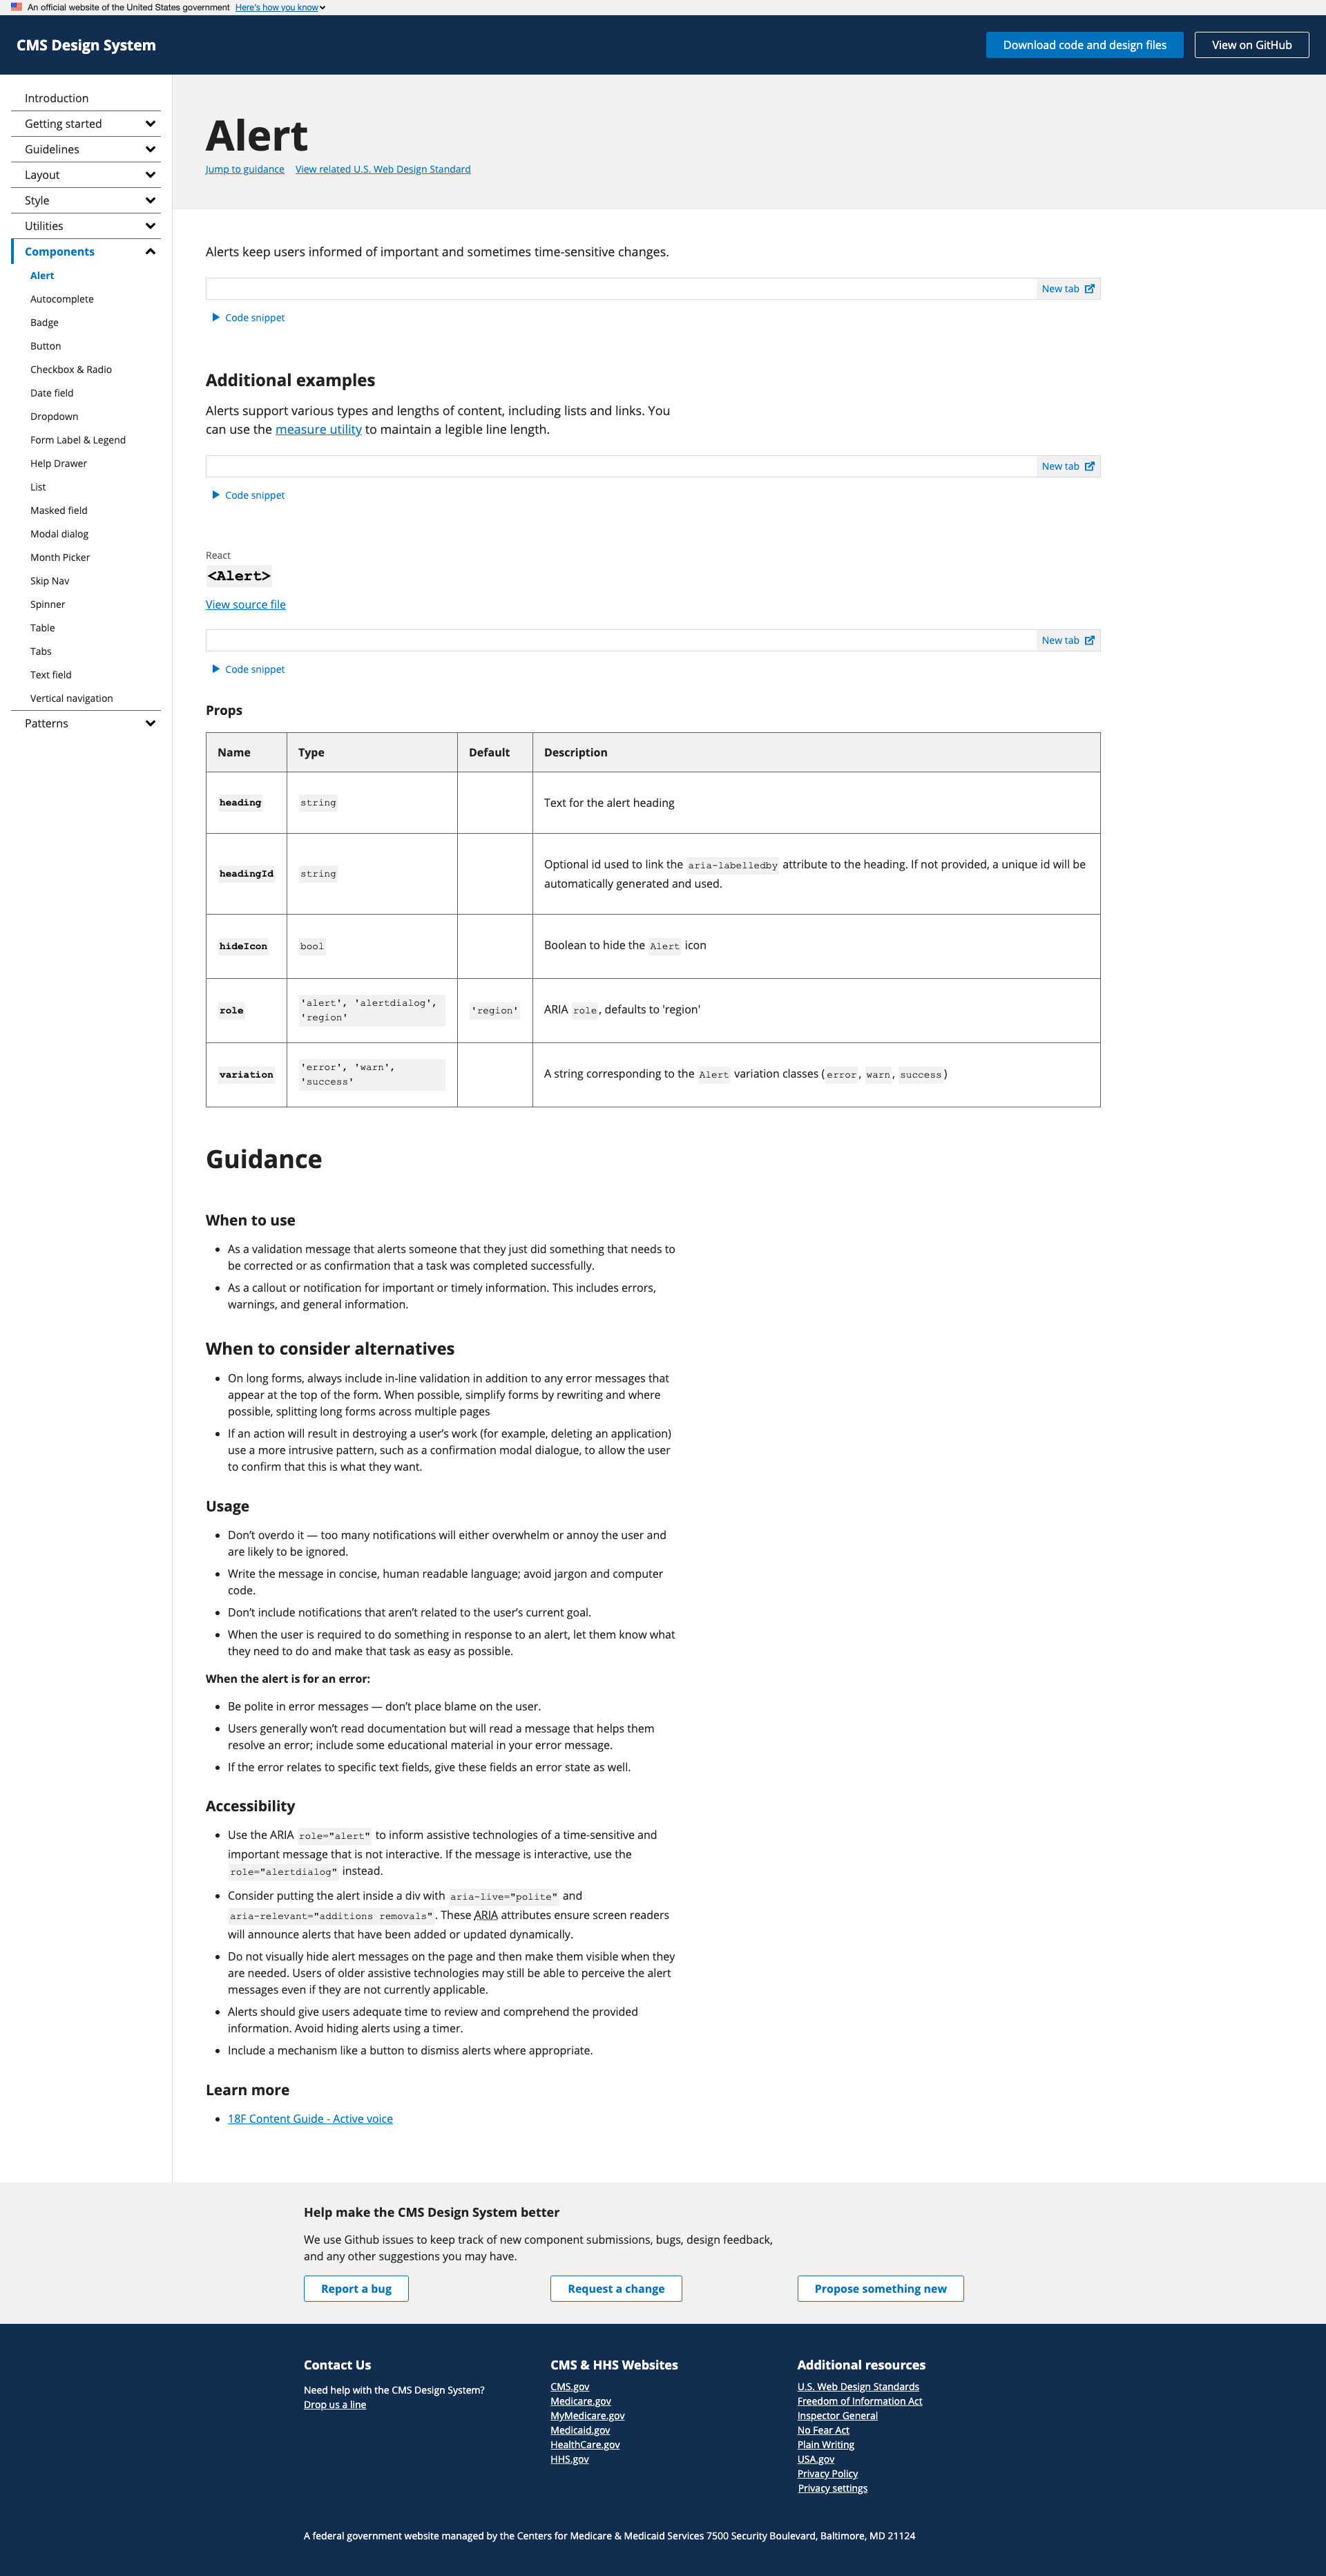 An official website of the United States government Here's how you know
CMS Design System
Download code and design files
View on GitHub
Introduction
Getting started
Guidelines
Layout
Style
Utilities
Components
Alert
Autocomplete
Badge
Button
Checkbox & Radio
Date field
Dropdown
Form Label & Legend
Help Drawer
List
Masked field
Modal dialog
Month Picker
Skip Nav
Spinner
Table
Tabs
Text field
Vertical navigation
Patterns
Alert
Jump to guidance View related U.S. Web Design Standard
Alerts keep users informed of important and sometimes time-sensitive changes.
New tab
Code snippet
Additional examples
Alerts support various types and lengths of content, including lists and links. You
can use the measure utility to maintain a legible line length.
New tab
Code snippet
React
<Alert>
View source file
New tab
Code snippet
Props
Name Type Default Description
heading string Text for the alert heading
headingId string Optional id used to link the aria-labelledby attribute to the heading. If not provided, a unique id will be
automatically generated and used.
hideIcon bool Boolean to hide the Alert icon
role 'alert', 'alertdialog', 'region' 'region' ARIA role, defaults to 'region'
variation 'error', 'warn', 'success' A string corresponding to the Alert variation classes (error, warn, success)
Guidance
When to use
• As a validation message that alerts someone that they just did something that needs to
be corrected or as confirmation that a task was completed successfully.
• As a callout or notification for important or timely information. This includes errors,
warnings, and general information.
When to consider alternatives
• On long forms, always include in-line validation in addition to any error messages that
appear at the top of the form. When possible, simplify forms by rewriting and where
possible, splitting long forms across multiple pages
• If an action will result in destroying a user's work (for example, deleting an application)
use a more intrusive pattern, such as a confirmation modal dialogue, to allow the user
to confirm that this is what they want.
Usage
• Don't overdo it — too many notifications will either overwhelm or annoy the user and
are likely to be ignored.
• Write the message in concise, human readable language; avoid jargon and computer
code.
• Don't include notifications that aren't related to the user's current goal.
• When the user is required to do something in response to an alert, let them know what
they need to do and make that task as easy as possible.
When the alert is for an error:
• Be polite in error messages — don't place blame on the user.
• Users generally won't read documentation but will read a message that helps them
resolve an error; include some educational material in your error message.
• If the error relates to specific text fields, give these fields an error state as well.
Accessibility
• Use the ARIA role="alert" to inform assistive technologies of a time-sensitive and
important message that is not interactive. If the message is interactive, use the
role="alertdialog" instead.
• Consider putting the alert inside a div with aria-live="polite" and
aria-relevant="additions removals". These ARIA attributes ensure screen readers
will announce alerts that have been added or updated dynamically.
• Do not visually hide alert messages on the page and then make them visible when they
are needed. Users of older assistive technologies may still be able to perceive the alert
messages even if they are not currently applicable.
• Alerts should give users adequate time to review and comprehend the provided
information. Avoid hiding alerts using a timer.
• Include a mechanism like a button to dismiss alerts where appropriate.
Learn more
• 18F Content Guide - Active voice
Help make the CMS Design System better
We use Github issues to keep track of new component submissions, bugs, design feedback,
and any other suggestions you may have.
Report a bug
Request a change
Propose something new
Contact Us
Need help with the CMS Design System?
Drop us a line
CMS & HHS Websites
CMS.gov
Medicare.gov
MyMedicare.gov
Medicaid.gov
HealthCare.gov
HHS.gov
Additional resources
U.S. Web Design Standards
Freedom of Information Act
Inspector General
No Fear Act
Plain Writing
USA.gov
Privacy Policy
Privacy settings
A federal government website managed by the Centers for Medicare & Medicaid Services 7500 Security Boulevard, Baltimore, MD 21124